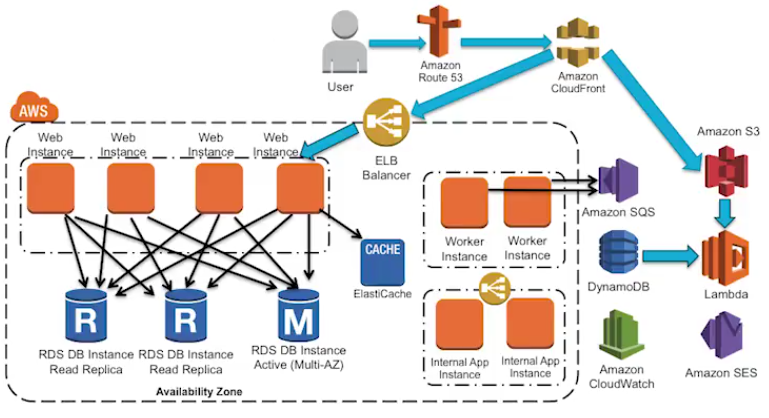 User
Amazon
Route 53
Amazon
CloudFront
AWS
Web
Instance
Web
Instance
Web
Instance
Web
Instance
ELB
Balancer
Amazon S3
Worker
Instance
Worker
Instance
Amazon SQS
CACHE
ElastiCache
DynamoDB
Lambda
R
R
M
RDS DB Instance
Read Replica
RDS DB Instance
Read Replica
RDS DB Instance
Active (Multi-AZ)
Internal App
Instance
Internal App
Instance
Amazon
CloudWatch
Amazon SES
Availability Zone